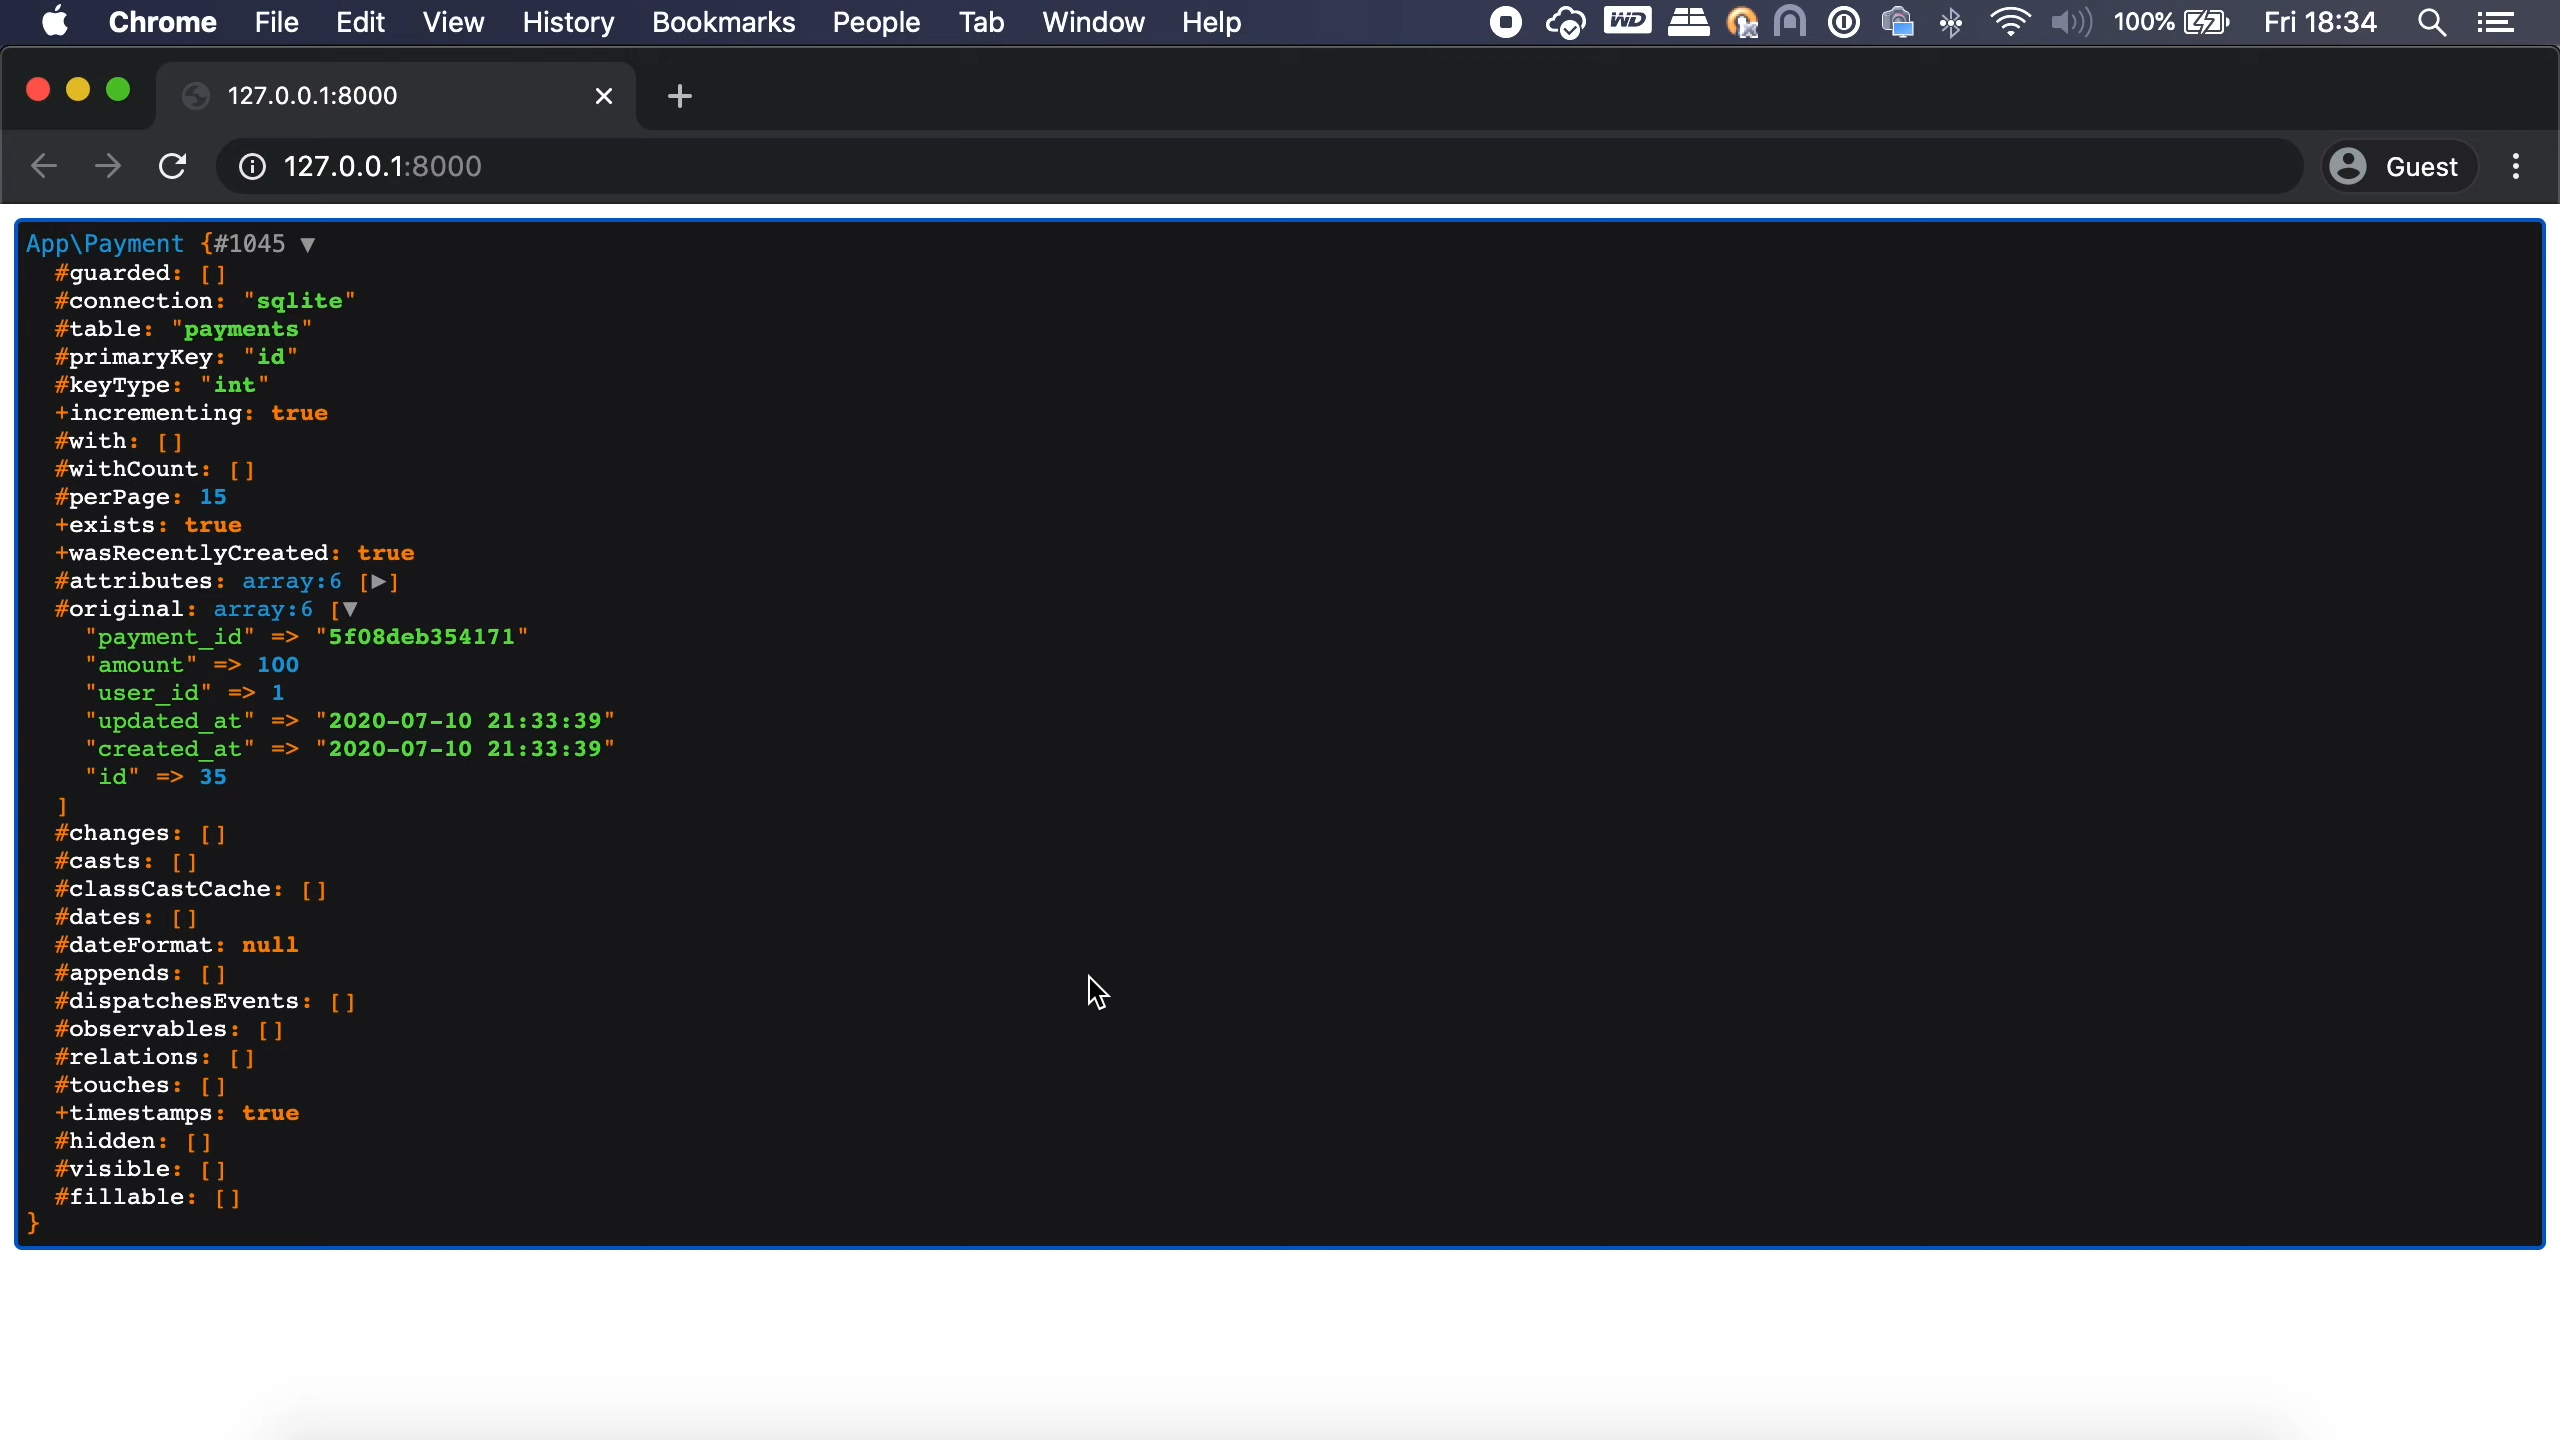 Chrome File Edit View History Bookmarks People Tab Window Help WD 100% Fri 18:34
127.0.0.1:8000
127.0.0.1:8000 Guest
App\Payment {#1045 ▼
#guarded: []
#connection: "sqlite"
#table: "payments"
#primaryKey: "id"
#keyType: "int"
+incrementing: true
#with: []
#withCount: []
#perPage: 15
+exists: true
+wasRecentlyCreated: true
#attributes: array:6 [▶]
#original: array:6 [▼
"payment_id" => "5f08deb354171"
"amount" => 100
"user_id" => 1
"updated_at" => "2020-07-10 21:33:39"
"created_at" => "2020-07-10 21:33:39"
"id" => 35
]
#changes: []
#casts: []
#classCastCache: []
#dates: []
#dateFormat: null
#appends: []
#dispatchesEvents: []
#observables: []
#relations: []
#touches: []
+timestamps: true
#hidden: []
#visible: []
#fillable: []
}